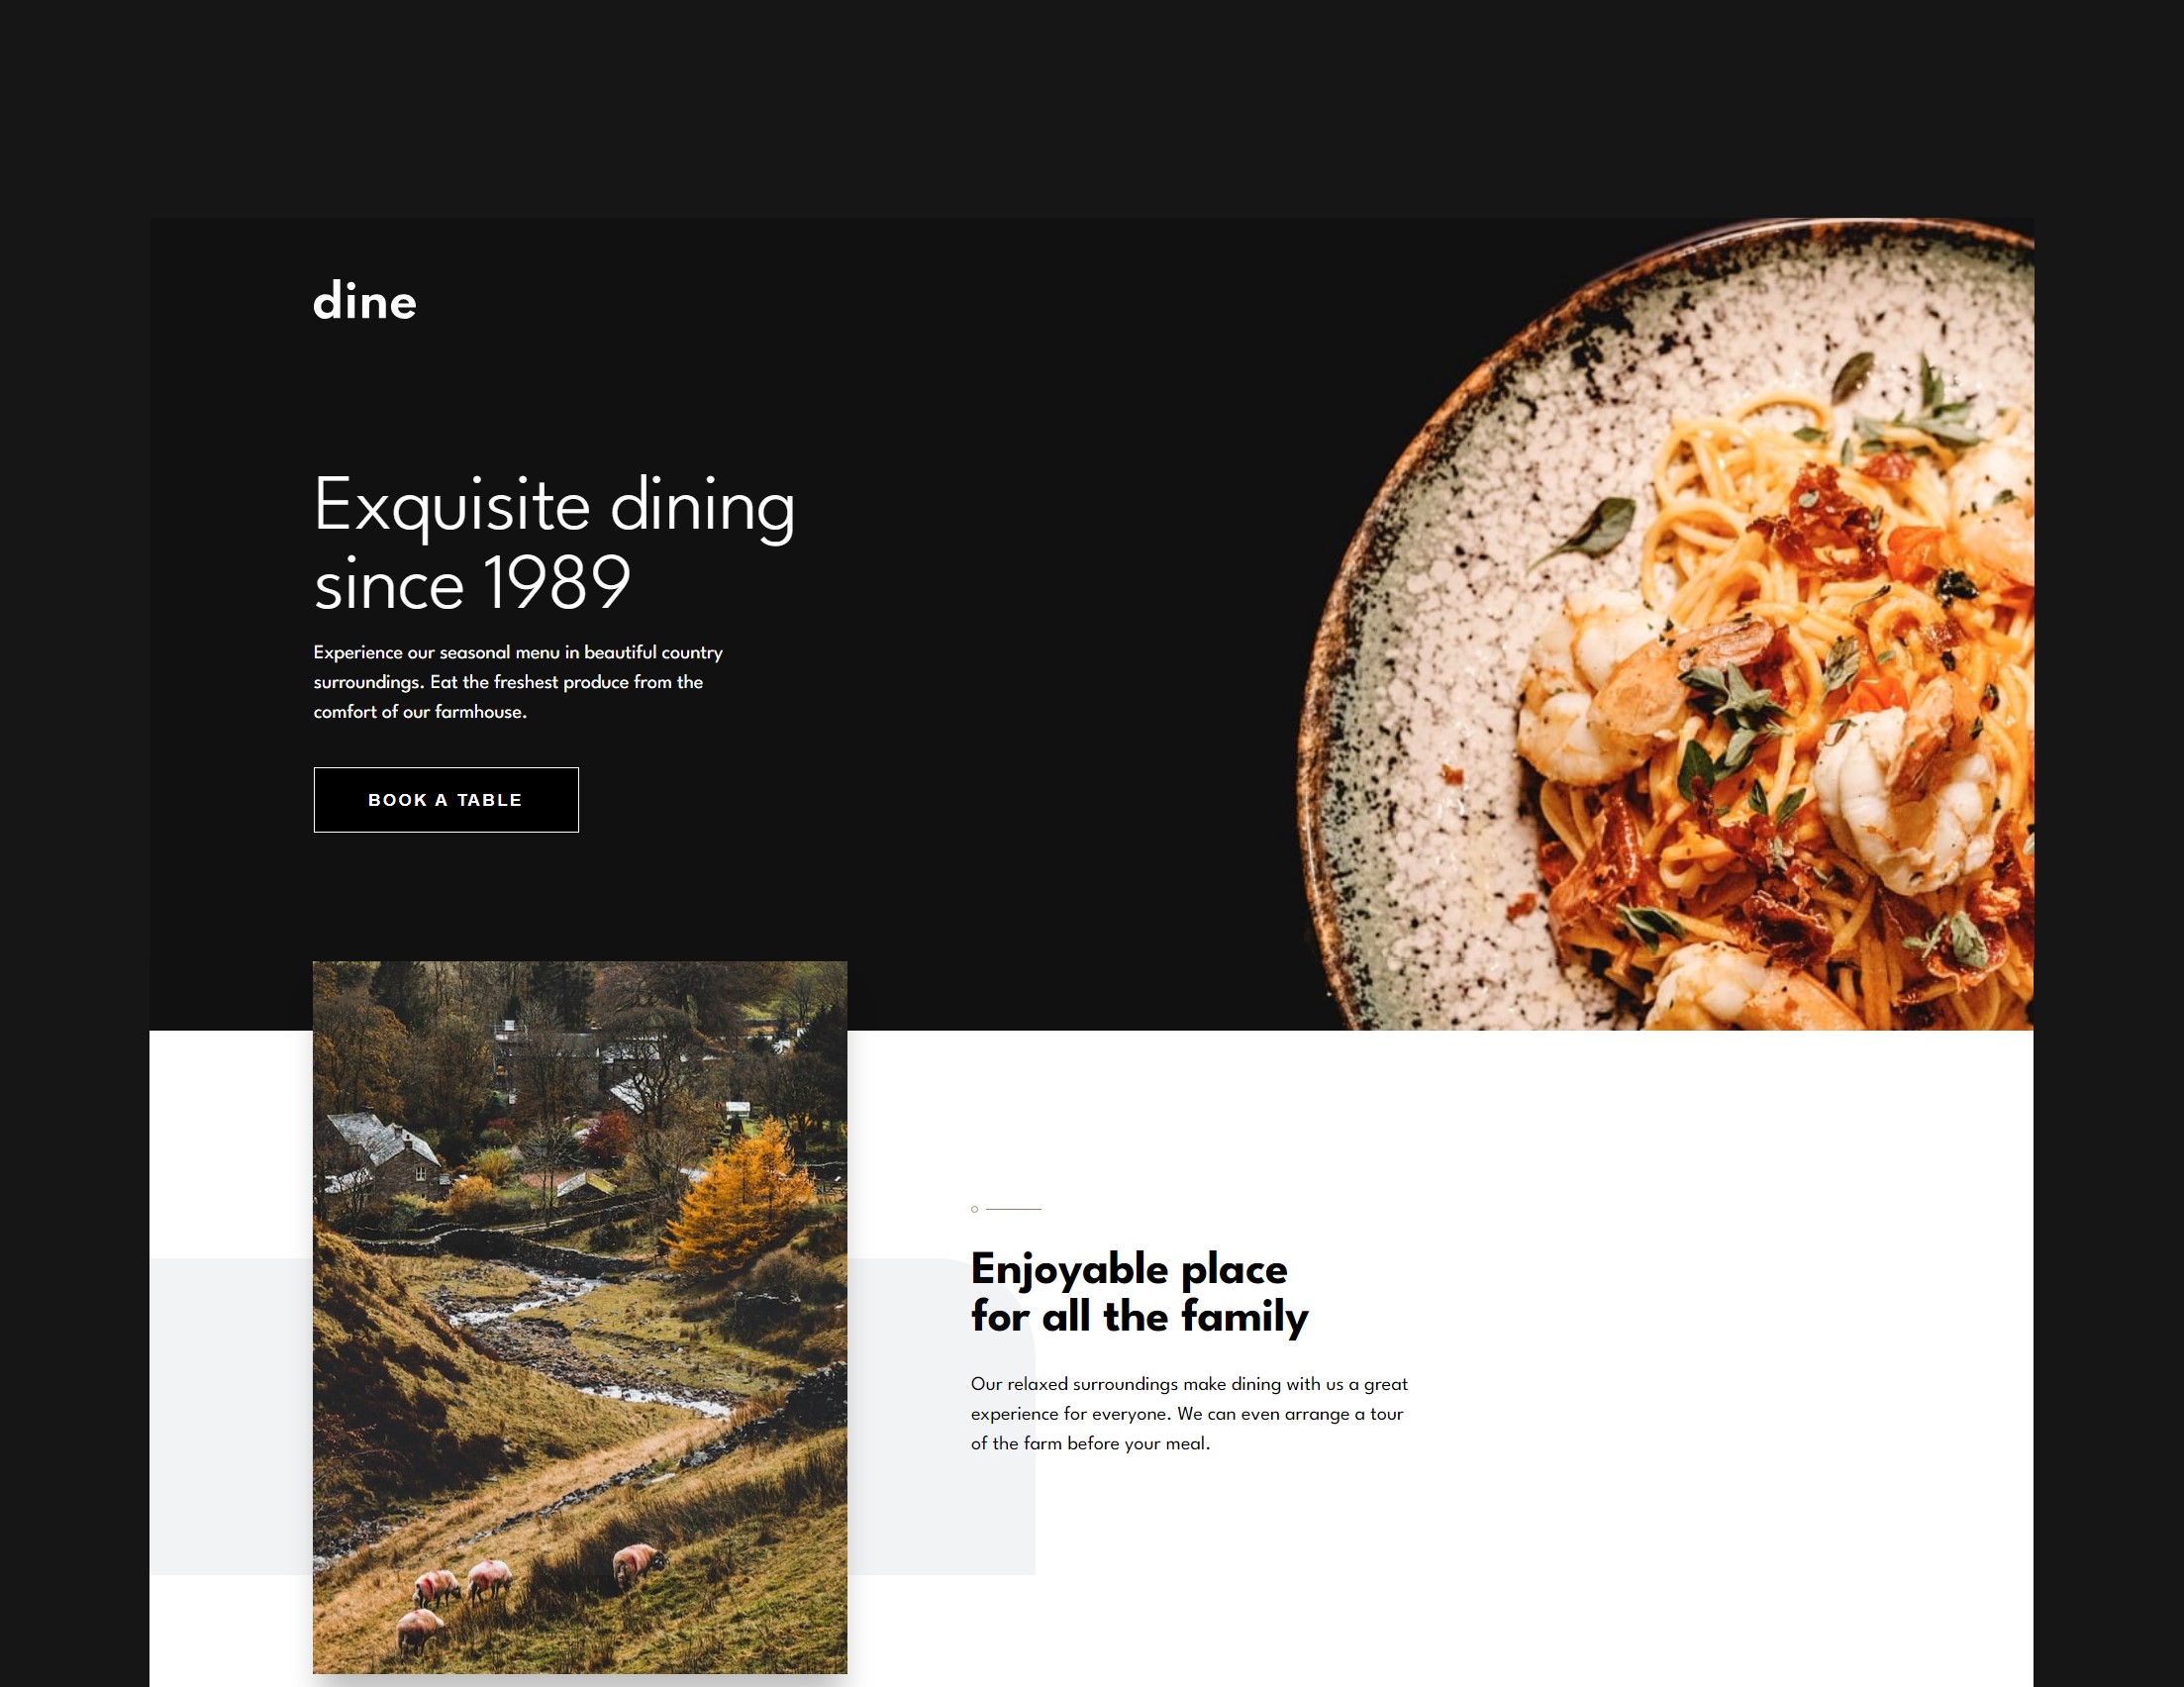 dine
Exquisite dining
since 1989
Experience our seasonal menu in beautiful country
surroundings. Eat the freshest produce from the
comfort of our farmhouse.
BOOK A TABLE
Enjoyable place
for all the family
Our relaxed surroundings make dining with us a great
experience for everyone. We can even arrange a tour
of the farm before your meal.